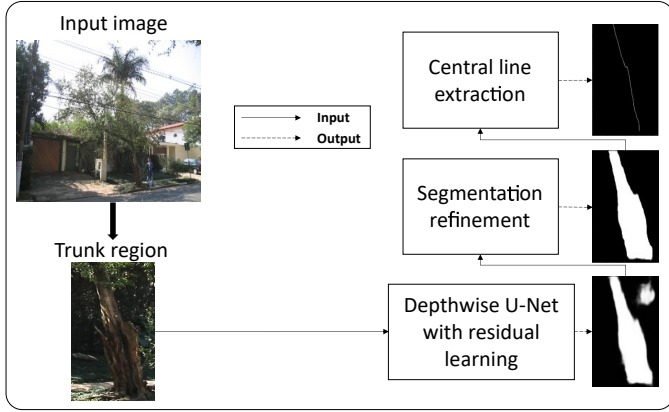 Input image
Trunk region
Input
Output
Central line
extraction
Segmentation
refinement
Depthwise U-Net
with residual
learning